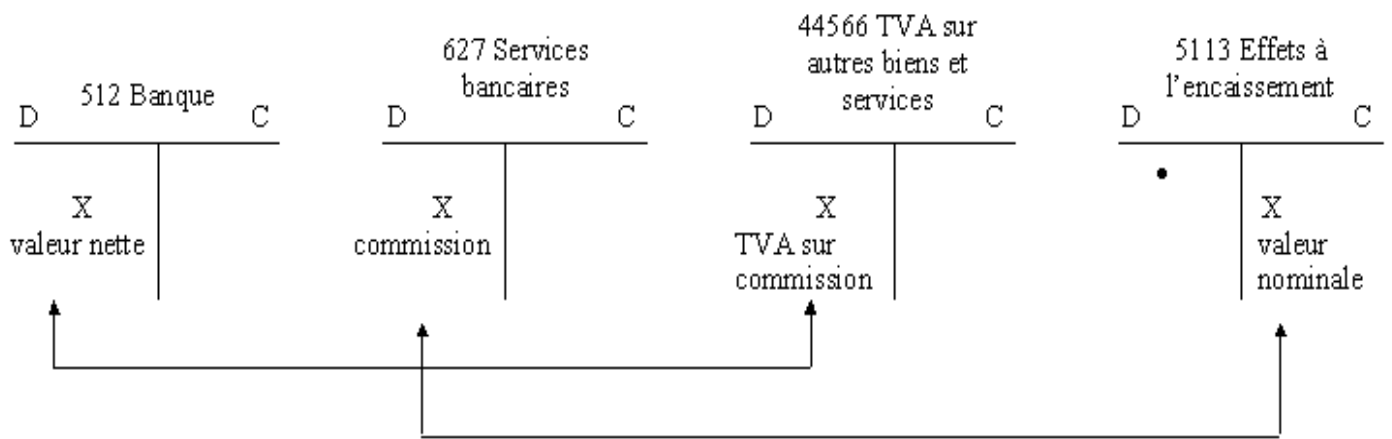 512 Banque
D C
627 Services
bancaires
D C
44566 TVA sur
autres biens et
services
D C
5113 Effets à
l'encaissement
D C
X
valeur nette
X
commission
X
TVA sur
commission
X
valeur
nominale